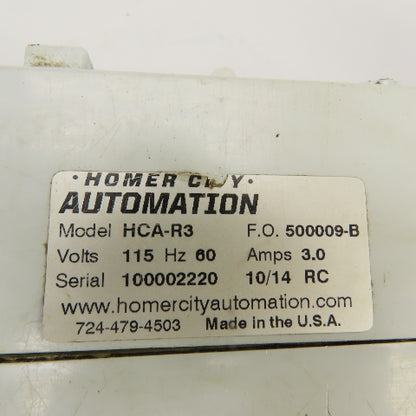 · HOMER CITY ·
AUTOMATION
Model HCA-R3 F.O. 500009-B
Volts 115 Hz 60 Amps 3.0
Serial 100002220 10/14 RC
www.homercityautomation.com
724-479-4503 Made in the U.S.A.